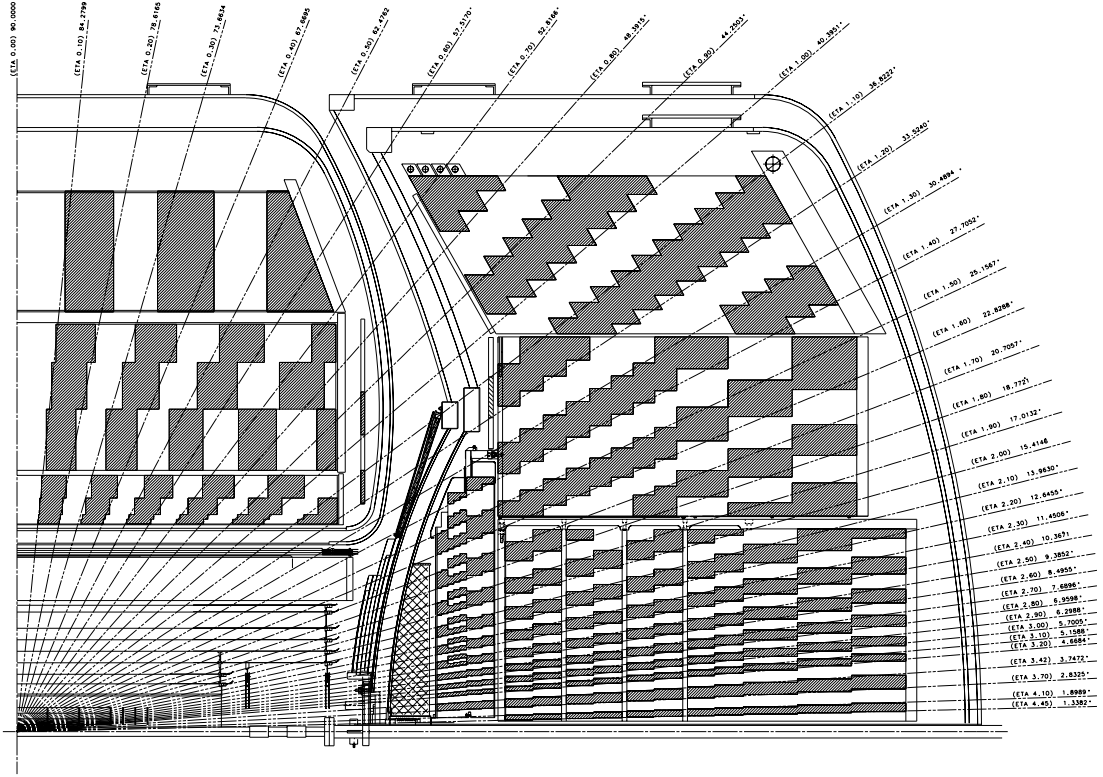 (ETA 0.00) 90.0000
(ETA 0.10) 84.2799
(ETA 0.20) 78.6165
(ETA 0.30) 73.6634
(ETA 0.40) 67.6695
(ETA 0.50) 62.4762
(ETA 0.60) 57.5170°
(ETA 0.70) 52.8166°
(ETA 0.80) 48.3915°
(ETA 0.90) 44.2503°
(ETA 1.00) 40.3951°
(ETA 1.10) 36.8222°
(ETA 1.20) 33.5240°
(ETA 1.30) 30.4894°
(ETA 1.40) 27.7052°
(ETA 1.50) 25.1567°
(ETA 1.60) 22.8268°
(ETA 1.70) 20.7057°
(ETA 1.80) 18.7721
(ETA 1.90) 17.0132°
(ETA 2.00) 15.4146
(ETA 2.10) 13.9630°
(ETA 2.20) 12.6455°
(ETA 2.30) 11.4506°
(ETA 2.40) 10.3671
(ETA 2.50) 9.3852°
(ETA 2.60) 8.4955°
(ETA 2.70) 7.6896°
(ETA 2.80) 6.9598°
(ETA 2.90) 6.2988°
(ETA 3.00) 5.7005°
(ETA 3.10) 5.1588°
(ETA 3.20) 4.6684°
(ETA 3.42) 3.7472°
(ETA 3.70) 2.8325°
(ETA 4.10) 1.8989°
(ETA 4.45) 1.3382°